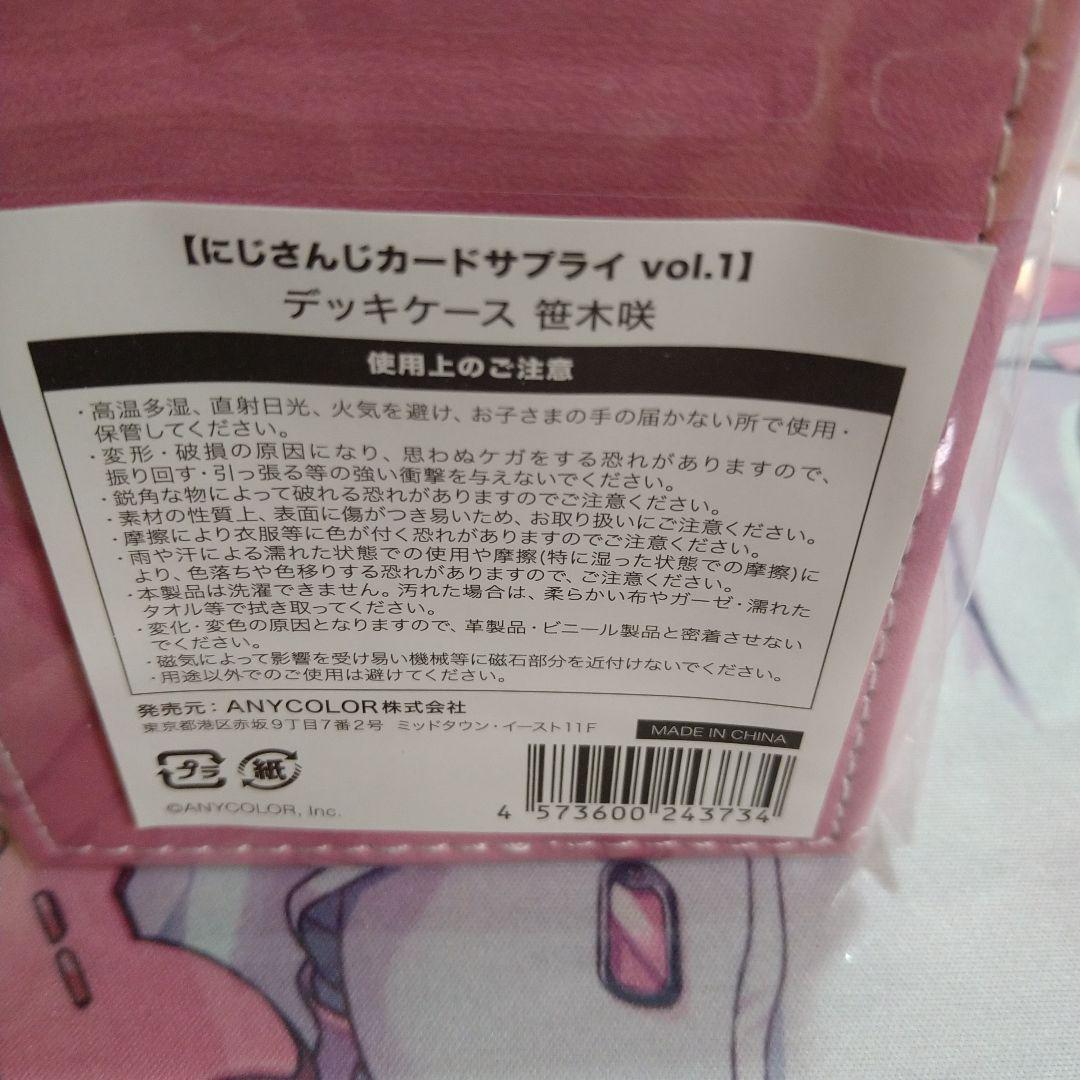 【にじさんじカードサプライ vol.1】
デッキケース 笹木咲
使用上のご注意
・高温多湿、直射日光、火気を避け、お子さまの手の届かない所で使用・
保管してください。
・変形・破損の原因になり、思わぬケガをする恐れがありますので、
振り回す・引っ張る等の強い衝撃を与えないでください。
・鋭角な物によって破れる恐れがありますのでご注意ください。
・素材の性質上、表面に傷がつき易いため、お取り扱いにご注意ください。
・摩擦により衣服等に色が付く恐れがありますのでご注意ください。
・雨や汗による濡れた状態での使用や摩擦(特に湿った状態での摩擦)に
より、色落ちや色移りする恐れがありますので、ご注意ください。
・本製品は洗濯できません。汚れた場合は、柔らかい布やガーゼ・濡れた
タオル等で拭き取ってください。
・変化・変色の原因となりますので、革製品・ビニール製品と密着させない
でください。
・磁気によって影響を受け易い機械等に磁石部分を近付けないでください。
・用途以外でのご使用は避けてください。
発売元：ANYCOLOR株式会社
東京都港区赤坂9丁目7番2号 ミッドタウン・イースト11F
MADE IN CHINA
プラ 紙
©ANYCOLOR, Inc.
4 573600 243734